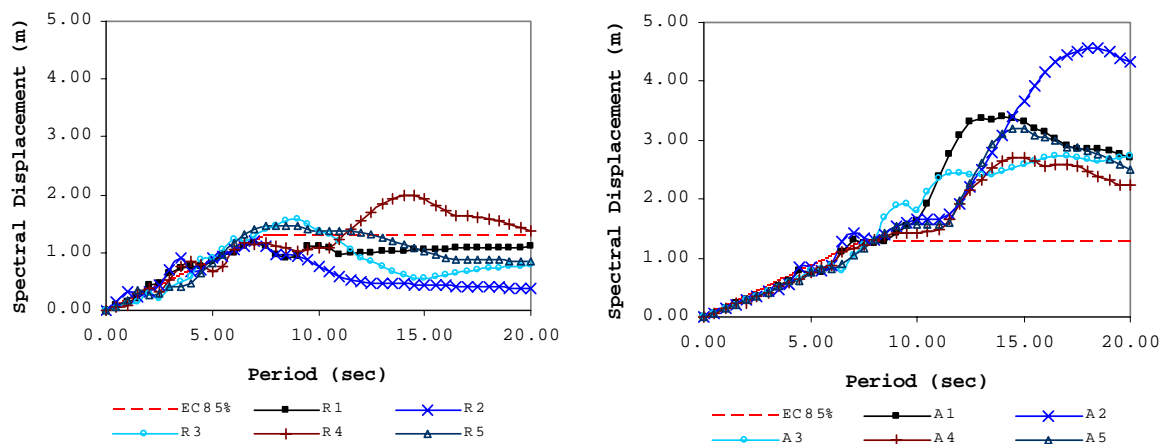 Spectral Displacement (m)
5.00
4.00
3.00
2.00
1.00
0.00
0.00 5.00 10.00 15.00 20.00
Period (sec)
EC85% R1 R2
R3 R4 R5
Spectral Displacement (m)
5.00
4.00
3.00
2.00
1.00
0.00
0.00 5.00 10.00 15.00 20.00
Period (sec)
EC85% A1 A2
A3 A4 A5